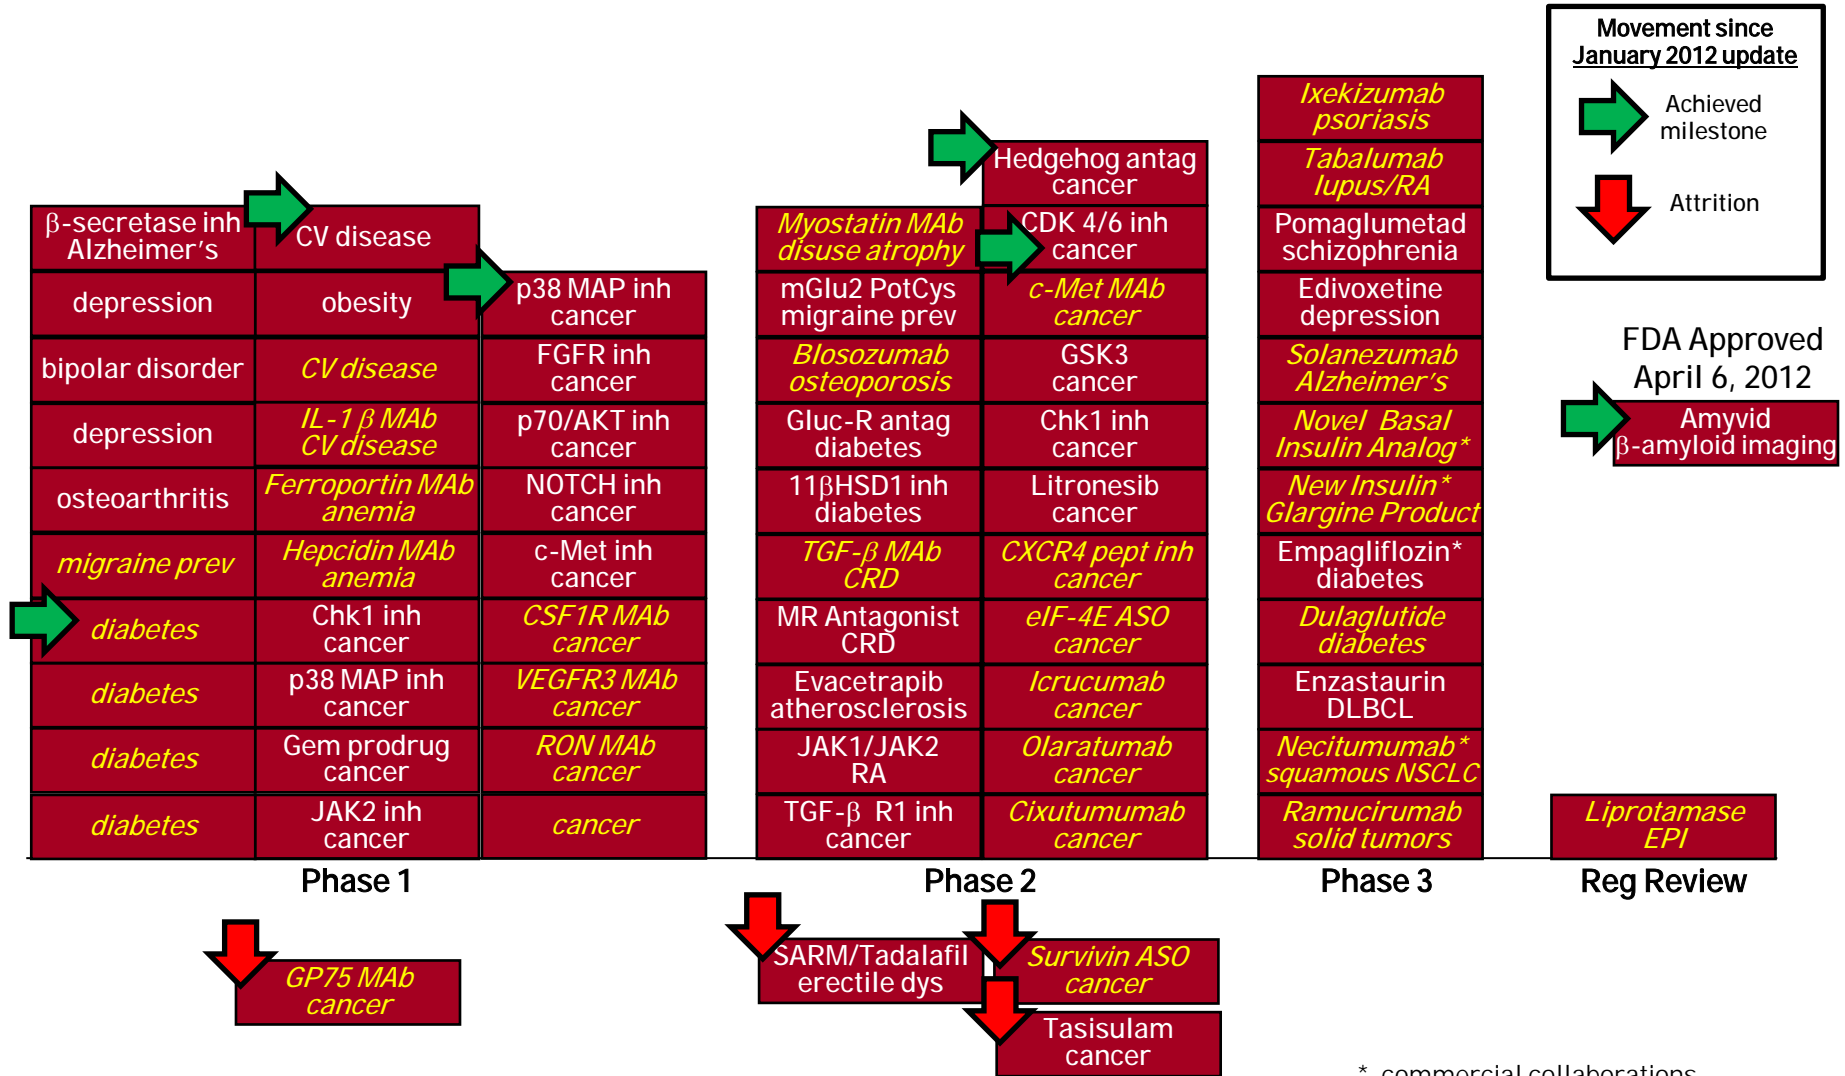 Movement since
January 2012 update
Achieved
milestone
Attrition
FDA Approved
April 6, 2012
Amyvid
β-amyloid imaging
β-secretase inh
Alzheimer's
depression
bipolar disorder
depression
osteoarthritis
migraine prev
diabetes
diabetes
diabetes
diabetes
CV disease
obesity
CV disease
IL-1 β MAb
CV disease
Ferroportin MAb
anemia
Hepcidin MAb
anemia
Chk1 inh
cancer
p38 MAP inh
cancer
Gem prodrug
cancer
JAK2 inh
cancer
p38 MAP inh
cancer
FGFR inh
cancer
p70/AKT inh
cancer
NOTCH inh
cancer
c-Met inh
cancer
CSF1R MAb
cancer
VEGFR3 MAb
cancer
RON MAb
cancer
cancer
Phase 1
GP75 MAb
cancer
Myostatin MAb
disuse atrophy
mGlu2 PotCys
migraine prev
Blosozumab
osteoporosis
Gluc-R antag
diabetes
11βHSD1 inh
diabetes
TGF-β MAb
CRD
MR Antagonist
CRD
Evacetrapib
atherosclerosis
JAK1/JAK2
RA
TGF-β R1 inh
cancer
Hedgehog antag
cancer
CDK 4/6 inh
cancer
c-Met MAb
cancer
GSK3
cancer
Chk1 inh
cancer
Litronesib
cancer
CXCR4 pept inh
cancer
eIF-4E ASO
cancer
Icrucumab
cancer
Olaratumab
cancer
Cixutumumab
cancer
Phase 2
SARM/Tadalafil
erectile dys
Survivin ASO
cancer
Tasisulam
cancer
Ixekizumab
psoriasis
Tabalumab
lupus/RA
Pomaglumetad
schizophrenia
Edivoxetine
depression
Solanezumab
Alzheimer's
Novel Basal
Insulin Analog*
New Insulin*
Glargine Product
Empagliflozin*
diabetes
Dulaglutide
diabetes
Enzastaurin
DLBCL
Necitumumab*
squamous NSCLC
Ramucirumab
solid tumors
Phase 3
Liprotamase
EPI
Reg Review
* commercial collaborations